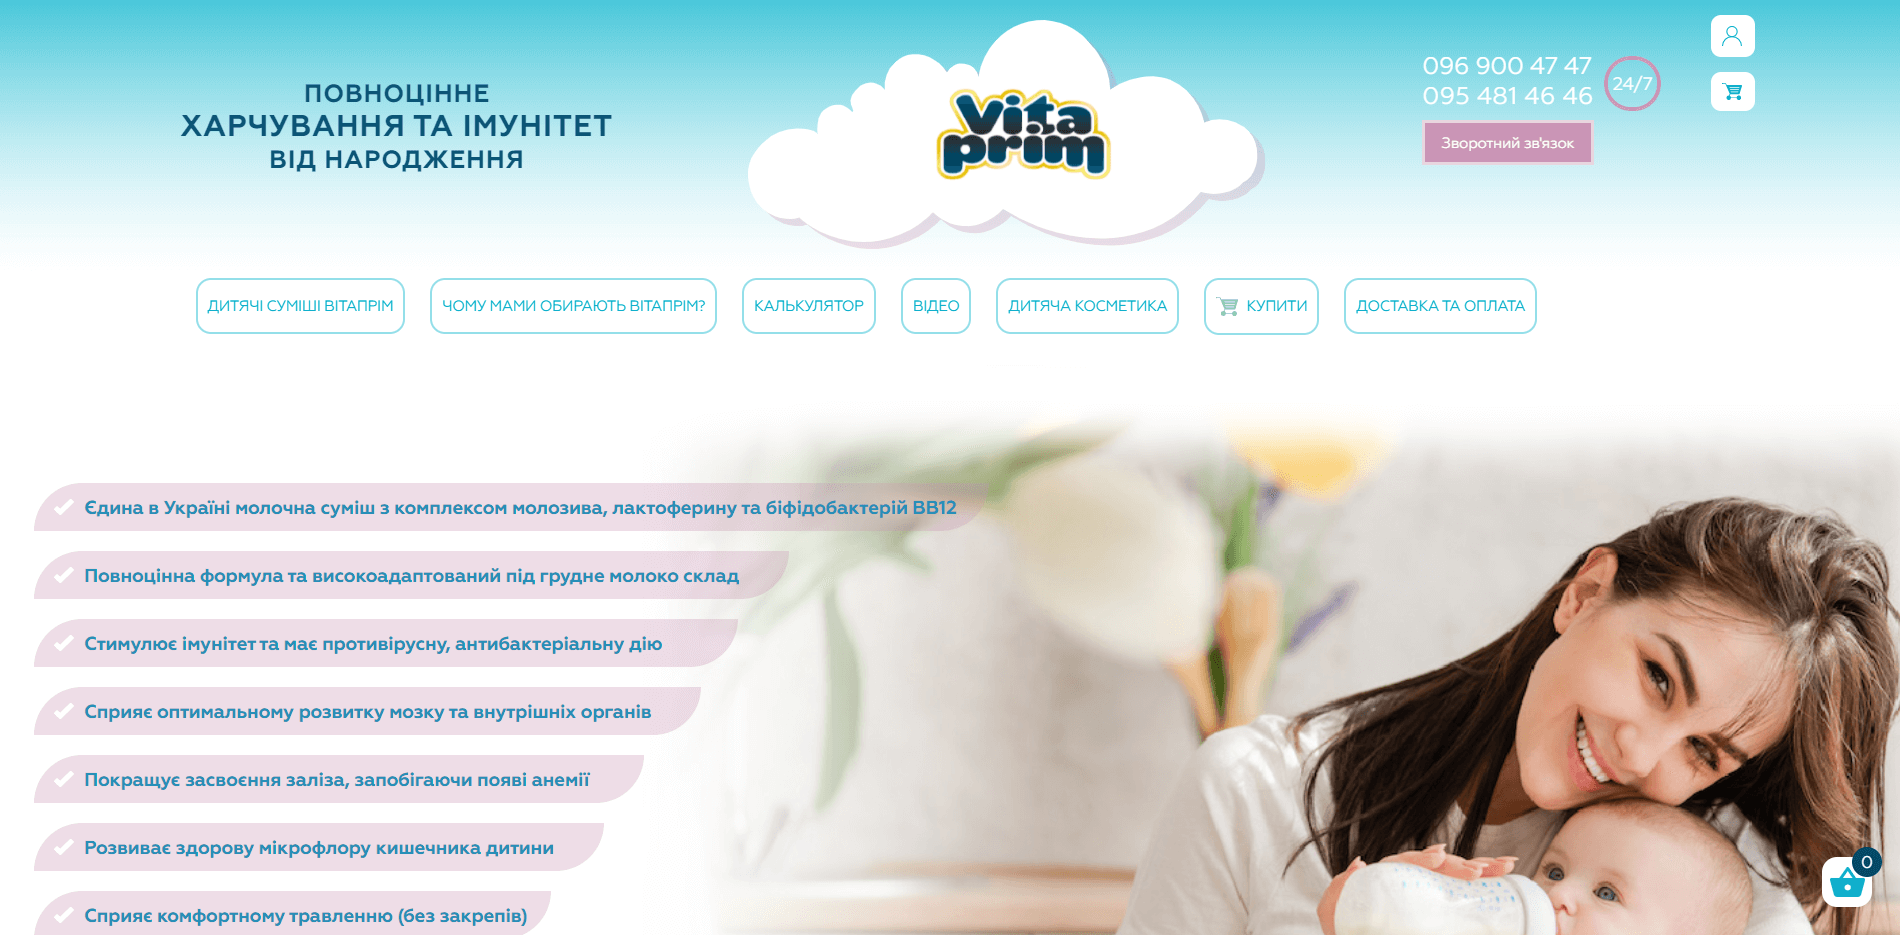 ПОВНОЦІННЕ
ХАРЧУВАННЯ ТА ІМУНІТЕТ
ВІД НАРОДЖЕННЯ
Vita
prim
096 900 47 47
095 481 46 46
24/7
Зворотний зв'язок
ДИТЯЧІ СУМІШІ ВІТАПРІМ
ЧОМУ МАМИ ОБИРАЮТЬ ВІТАПРІМ?
КАЛЬКУЛЯТОР
ВІДЕО
ДИТЯЧА КОСМЕТИКА
КУПИТИ
ДОСТАВКА ТА ОПЛАТА
Єдина в Україні молочна суміш з комплексом молозива, лактоферину та біфідобактерій BB12
Повноцінна формула та високоадаптований під грудне молоко склад
Стимулює імунітет та має противірусну, антибактеріальну дію
Сприяє оптимальному розвитку мозку та внутрішніх органів
Покращує засвоєння заліза, запобігаючи появі анемії
Розвиває здорову мікрофлору кишечника дитини
Сприяє комфортному травленню (без закрепів)
0